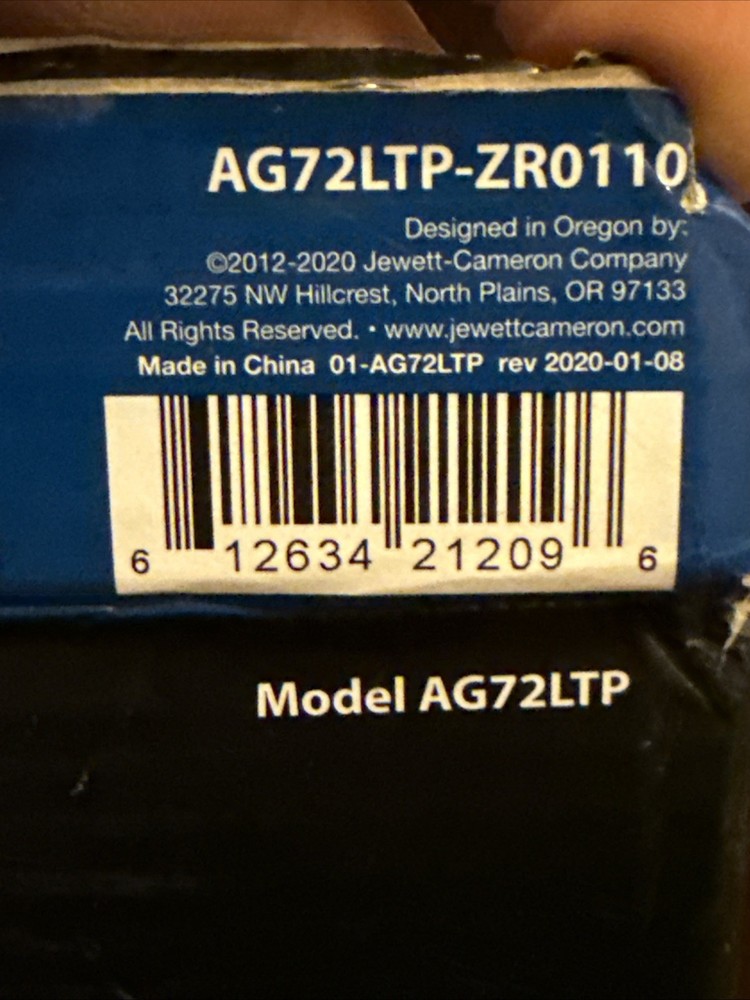 AG72LTP-ZR0110
Designed in Oregon by:
©2012-2020 Jewett-Cameron Company
32275 NW Hillcrest, North Plains, OR 97133
All Rights Reserved. • www.jewettcameron.com
Made in China 01-AG72LTP rev 2020-01-08
6 12634 21209 6
Model AG72LTP